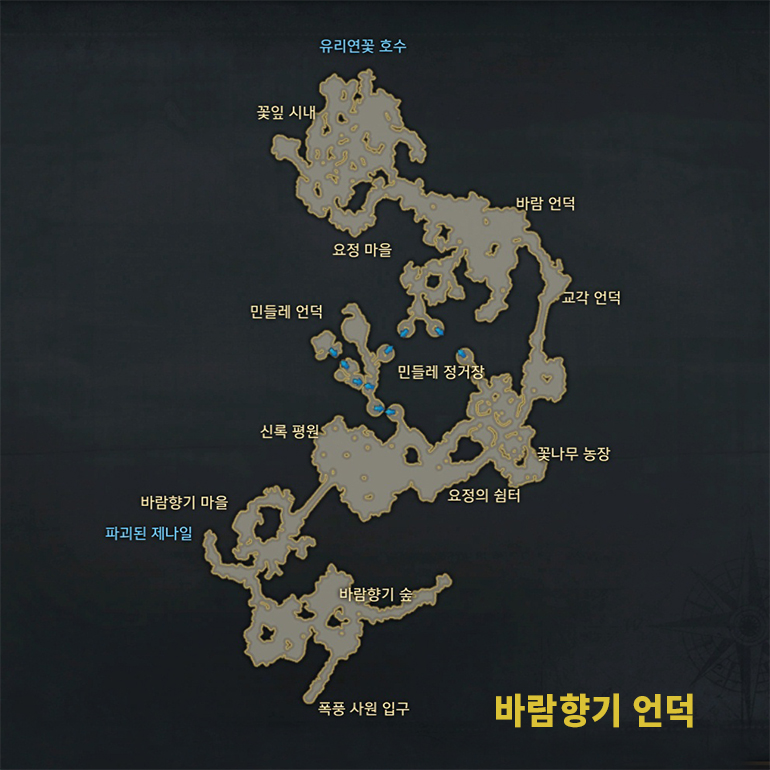 유리연꽃 호수
꽃잎 시내
바람 언덕
요정 마을
교각 언덕
민들레 언덕
민들레 정거장
신록 평원
꽃나무 농장
요정의 쉼터
바람향기 마을
파괴된 제나일
바람향기 숲
폭풍 사원 입구
바람향기 언덕